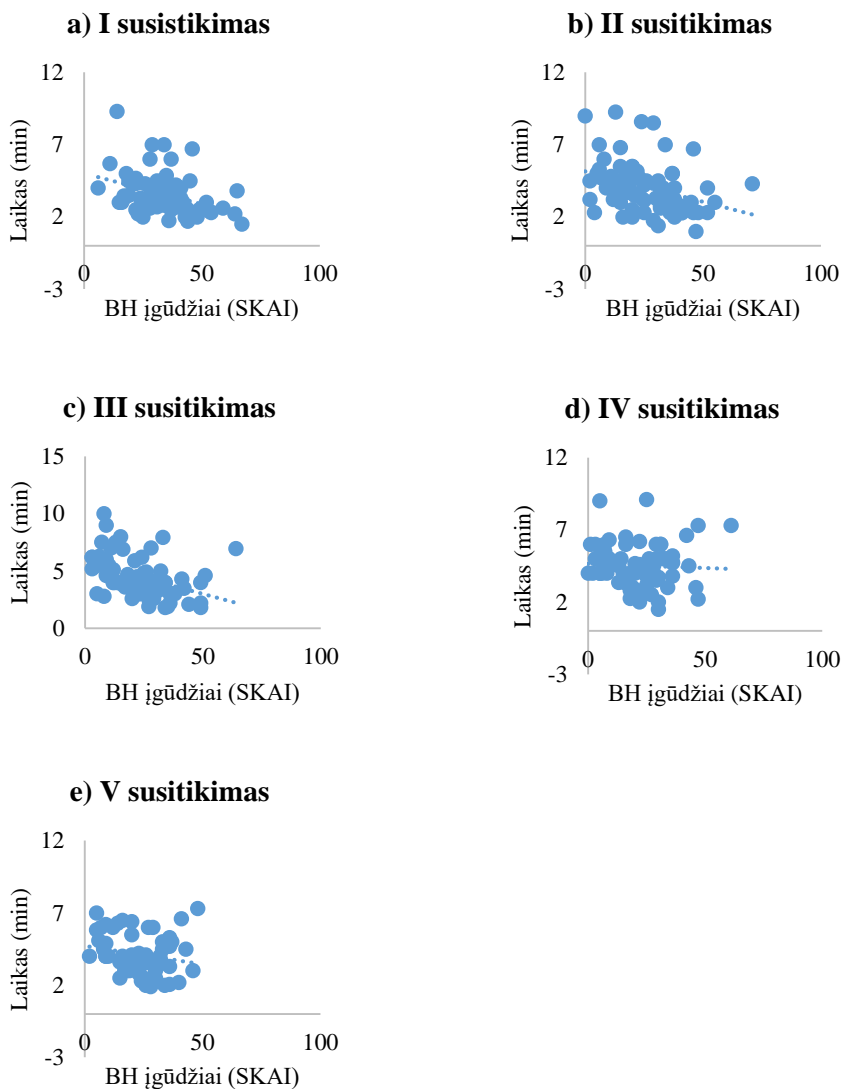 a) I susistikimas
12
7
2
-3
0
50
100
Laikas (min)
BH įgūdžiai (SKAI)
b) II susitikimas
12
7
2
-3
0
50
100
Laikas (min)
BH įgūdžiai (SKAI)
c) III susitikimas
15
10
5
0
0
50
100
Laikas (min)
BH įgūdžiai (SKAI)
d) IV susitikimas
12
7
2
-3
0
50
100
Laikas (min)
BH įgūdžiai (SKAI)
e) V susitikimas
12
7
2
-3
0
50
100
Laikas (min)
BH įgūdžiai (SKAI)